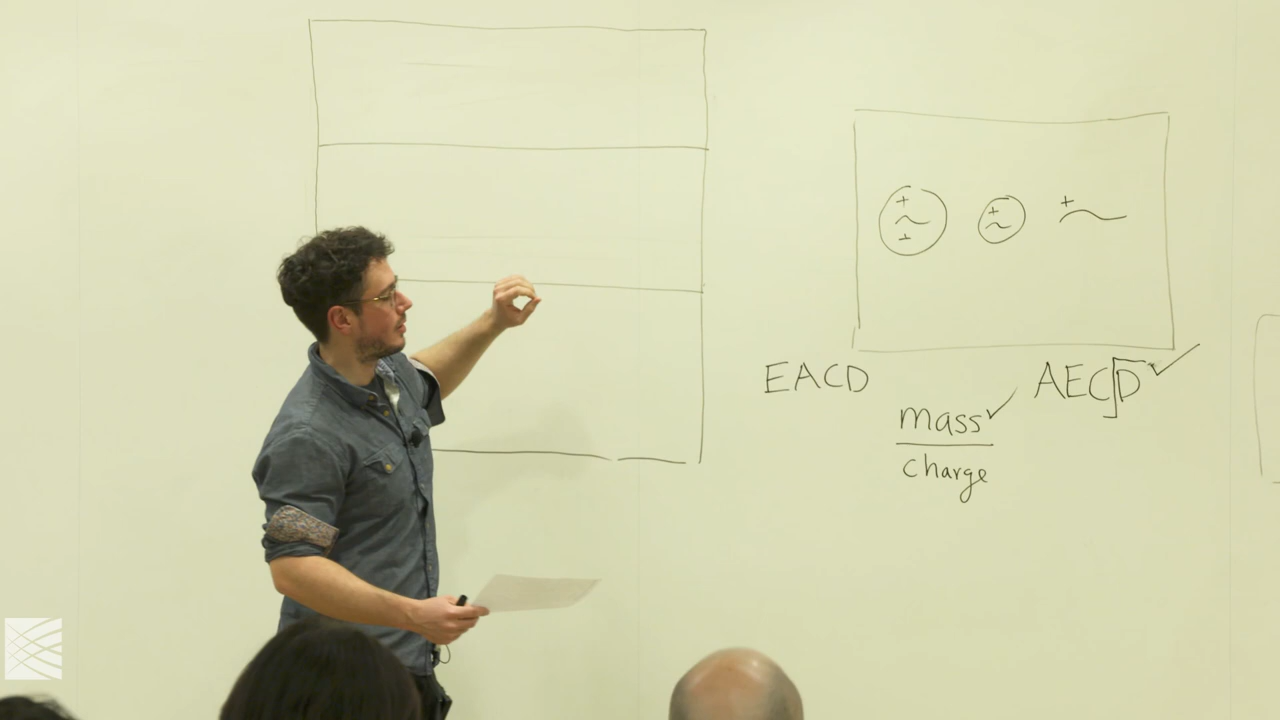 + +
+
+
EACD
AECD
mass
charge